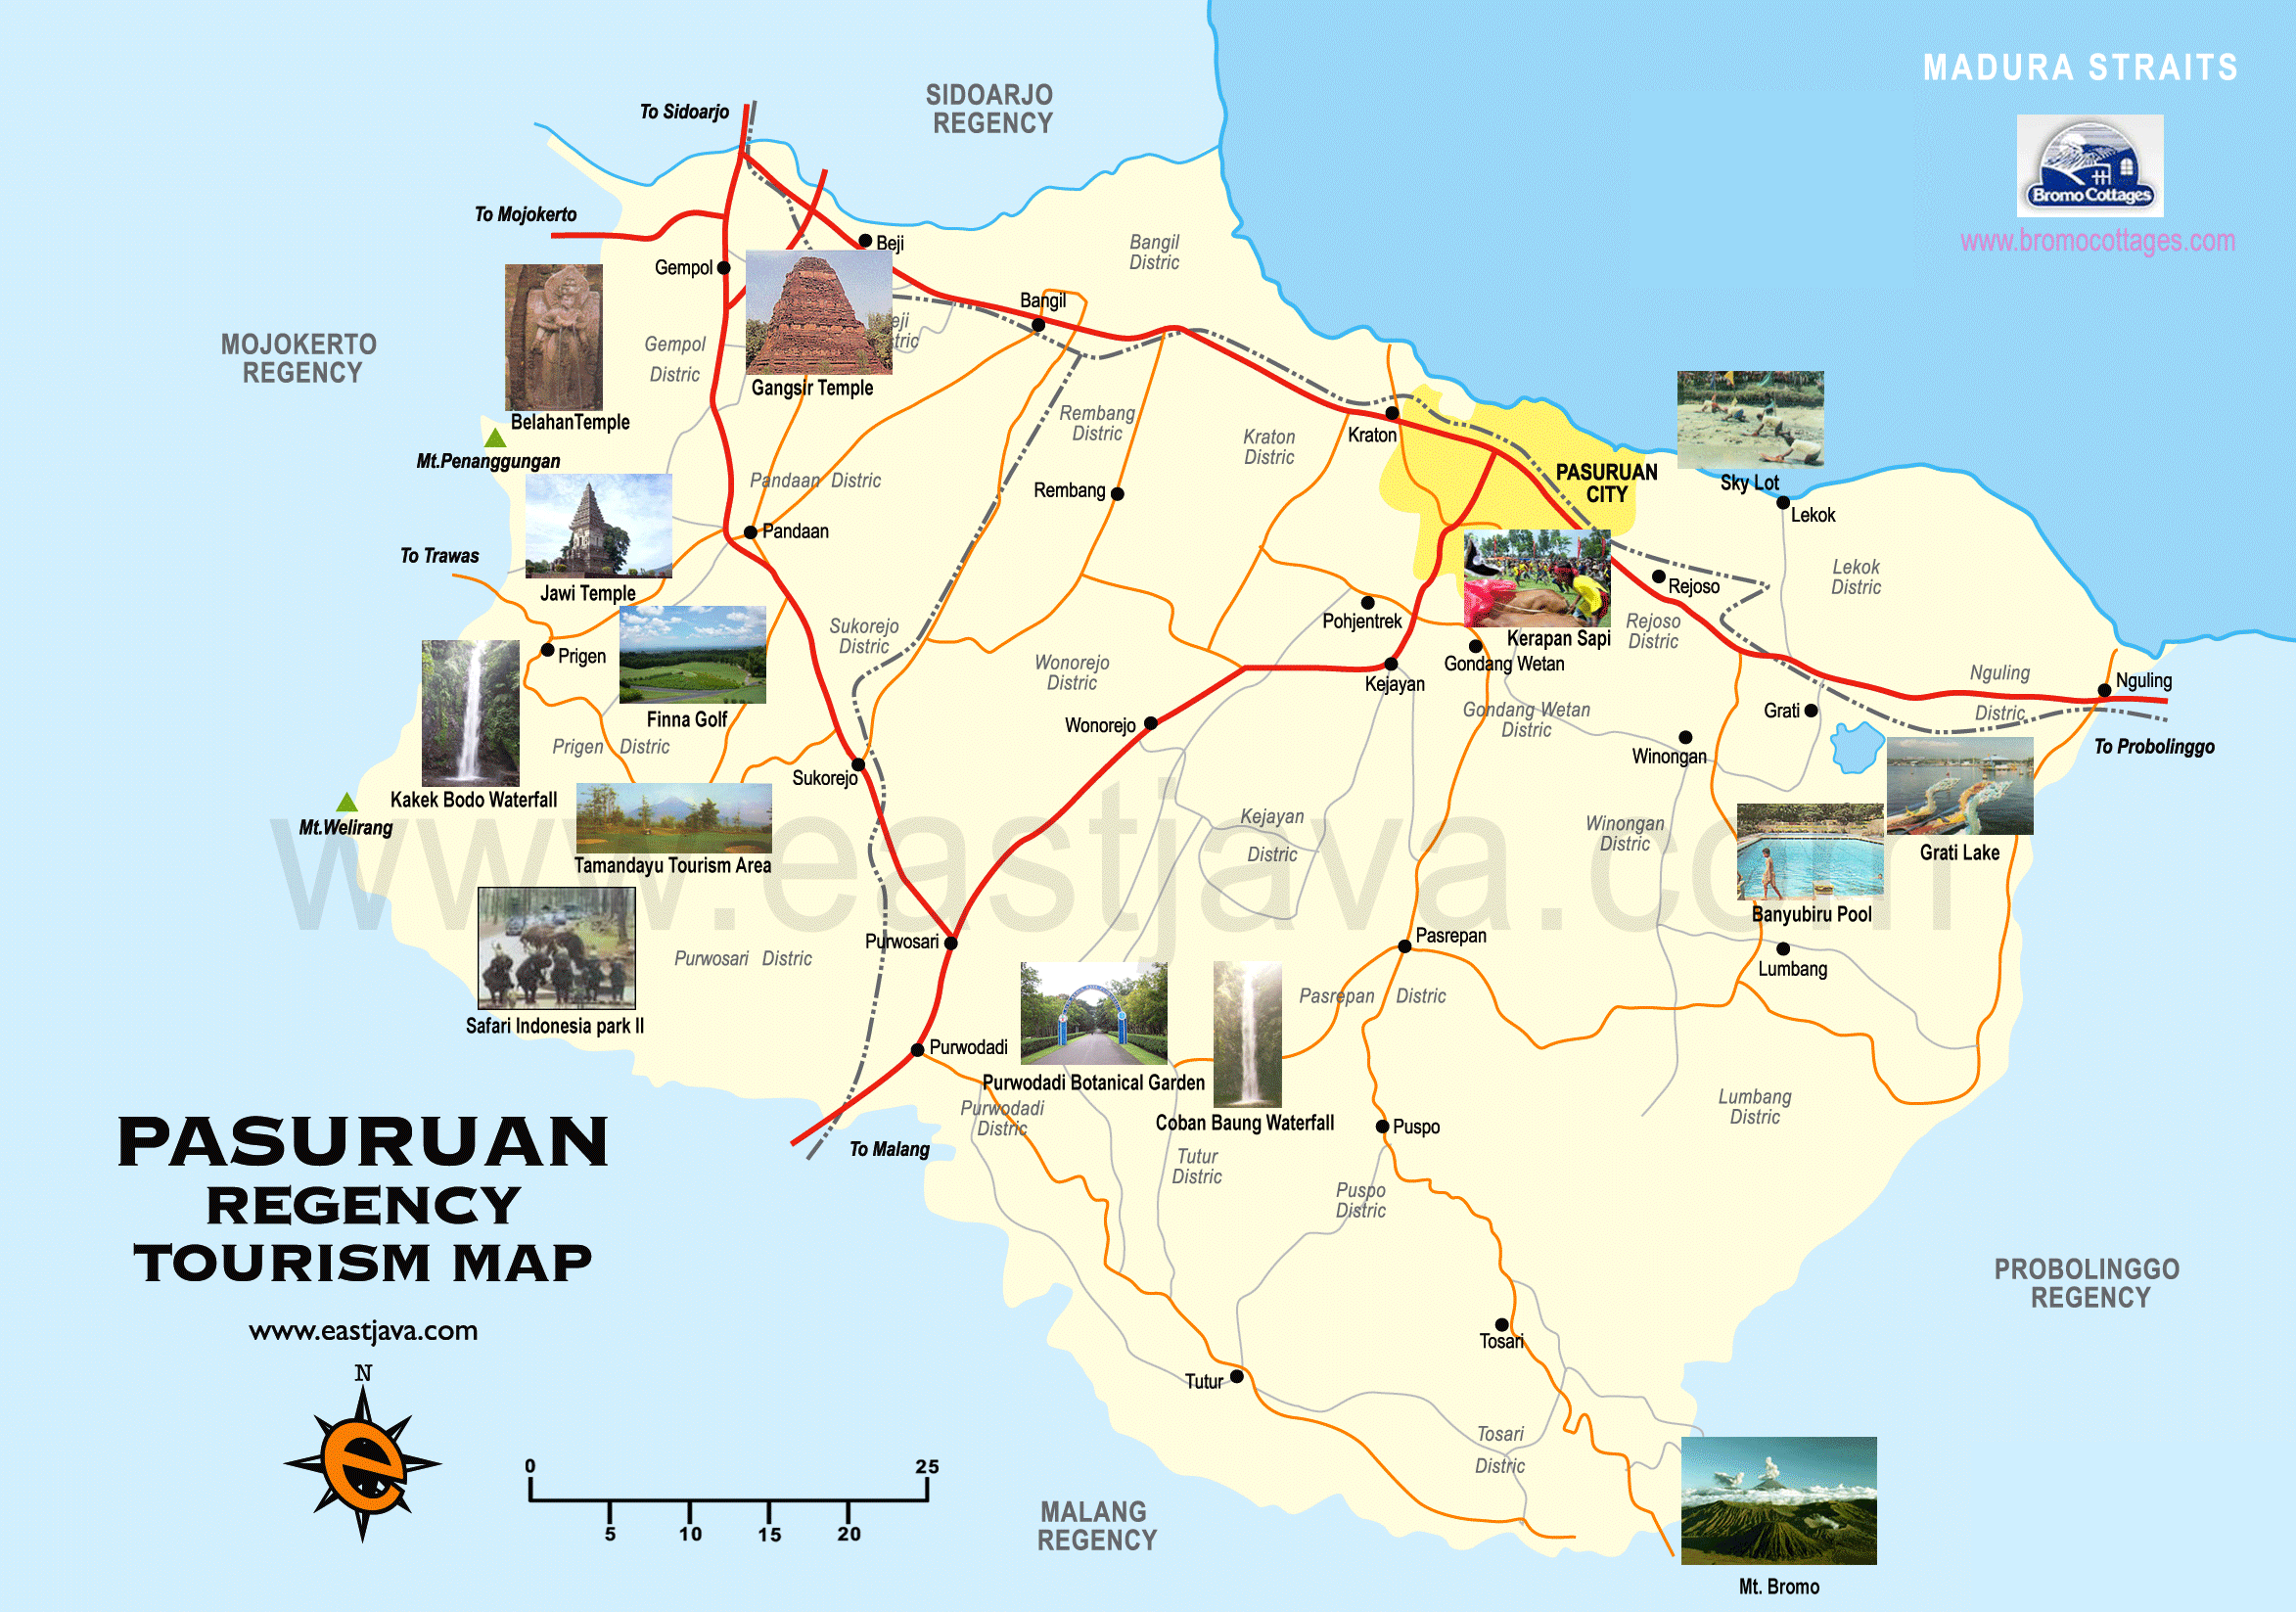 MADURA STRAITS
Bromo Cottages
www.bromocottages.com
SIDOARJO
REGENCY
To Sidoarjo
To Mojokerto
Beji
Gempol
Bangil
Distric
Bangil
MOJOKERTO
REGENCY
Gempol
Distric
eji
tric
Gangsir Temple
BelahanTemple
Mt.Penanggungan
Rembang
Distric
Kraton
Distric
Kraton
PASURUAN
CITY
Sky Lot
Lekok
Pandaan Distric
Rembang
Pandaan
To Trawas
Jawi Temple
Lekok
Distric
Rejoso
Rejoso
Distric
Pohjentrek
Kerapan Sapi
Gondang Wetan
Sukorejo
Distric
Prigen
Wonorejo
Distric
Kejayan
Nguling
Distric
Nguling
Finna Golf
Prigen Distric
Wonorejo
Gondang Wetan
Distric
Grati
Winongan
To Probolinggo
Sukorejo
Kakek Bodo Waterfall
Mt.Welirang
Tamandayu Tourism Area
Kejayan
Distric
Winongan
Distric
Grati Lake
www.eastjava.com
Banyubiru Pool
Purwosari
Pasrepan
Purwosari Distric
Lumbang
Safari Indonesia park II
Pasrepan Distric
Purwodadi
Purwodadi Botanical Garden
Coban Baung Waterfall
Purwodadi
Distric
Lumbang
Distric
Puspo
To Malang
Tutur
Distric
Puspo
Distric
PASURUAN
REGENCY
TOURISM MAP
www.eastjava.com
N
PROBOLINGGO
REGENCY
Tosari
Tutur
Tosari
Distric
0 25
5 10 15 20
MALANG
REGENCY
Mt. Bromo